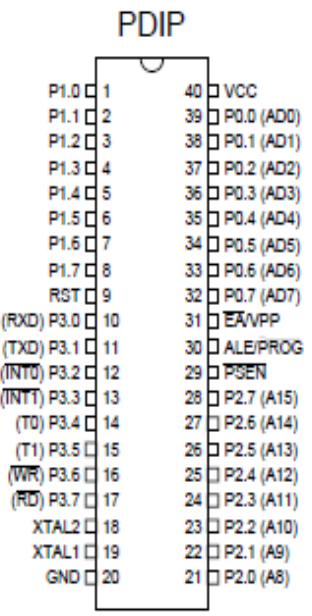 PDIP
P1.0 1 40 VCC
P1.1 2 39 P0.0 (AD0)
P1.2 3 38 P0.1 (AD1)
P1.3 4 37 P0.2 (AD2)
P1.4 5 36 P0.3 (AD3)
P1.5 6 35 P0.4 (AD4)
P1.6 7 34 P0.5 (AD5)
P1.7 8 33 P0.6 (AD6)
RST 9 32 P0.7 (AD7)
(RXD) P3.0 10 31 E̅A̅/VPP
(TXD) P3.1 11 30 ALE/PROG
(I̅N̅T̅0̅) P3.2 12 29 P̅S̅E̅N̅
(I̅N̅T̅1̅) P3.3 13 28 P2.7 (A15)
(T0) P3.4 14 27 P2.6 (A14)
(T1) P3.5 15 26 P2.5 (A13)
(W̅R̅) P3.6 16 25 P2.4 (A12)
(R̅D̅) P3.7 17 24 P2.3 (A11)
XTAL2 18 23 P2.2 (A10)
XTAL1 19 22 P2.1 (A9)
GND 20 21 P2.0 (A8)